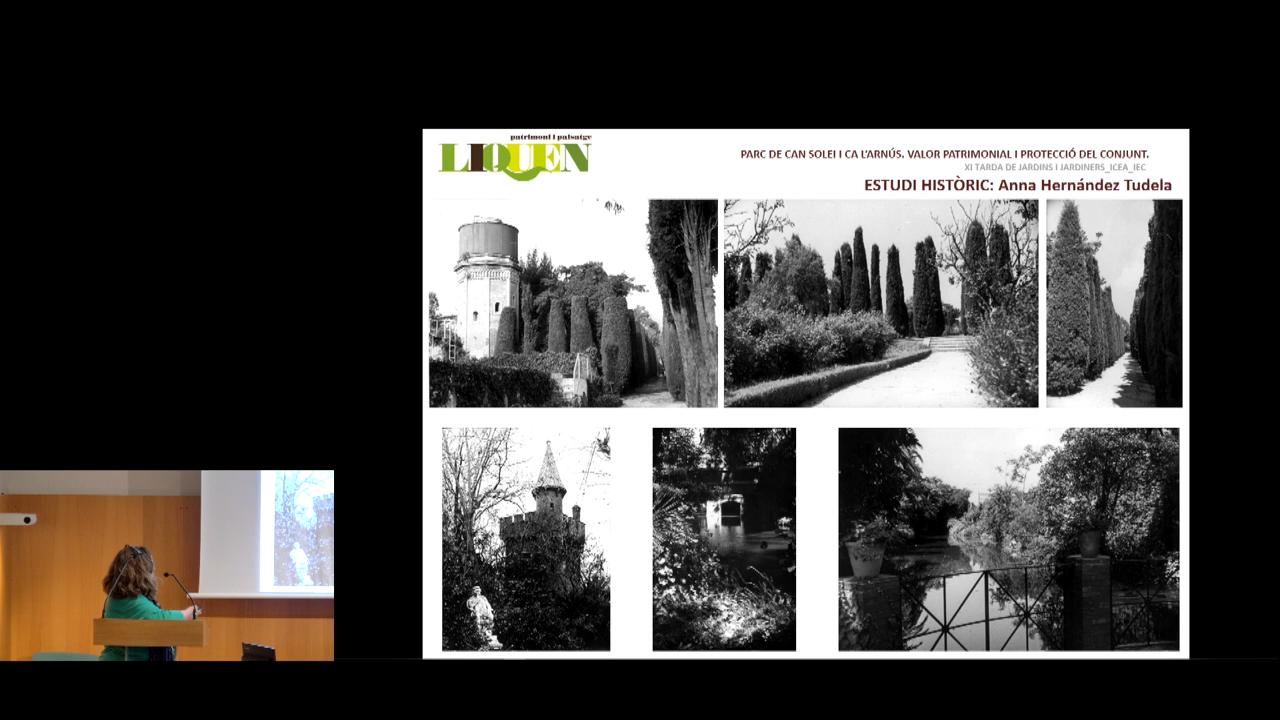 patrimoni i paisatge
LIQUEN
PARC DE CAN SOLEI I CA L'ARNÚS. VALOR PATRIMONIAL I PROTECCIÓ DEL CONJUNT.
XI TARDA DE JARDINS I JARDINERS_ICEA_IEC
ESTUDI HISTÒRIC: Anna Hernández Tudela